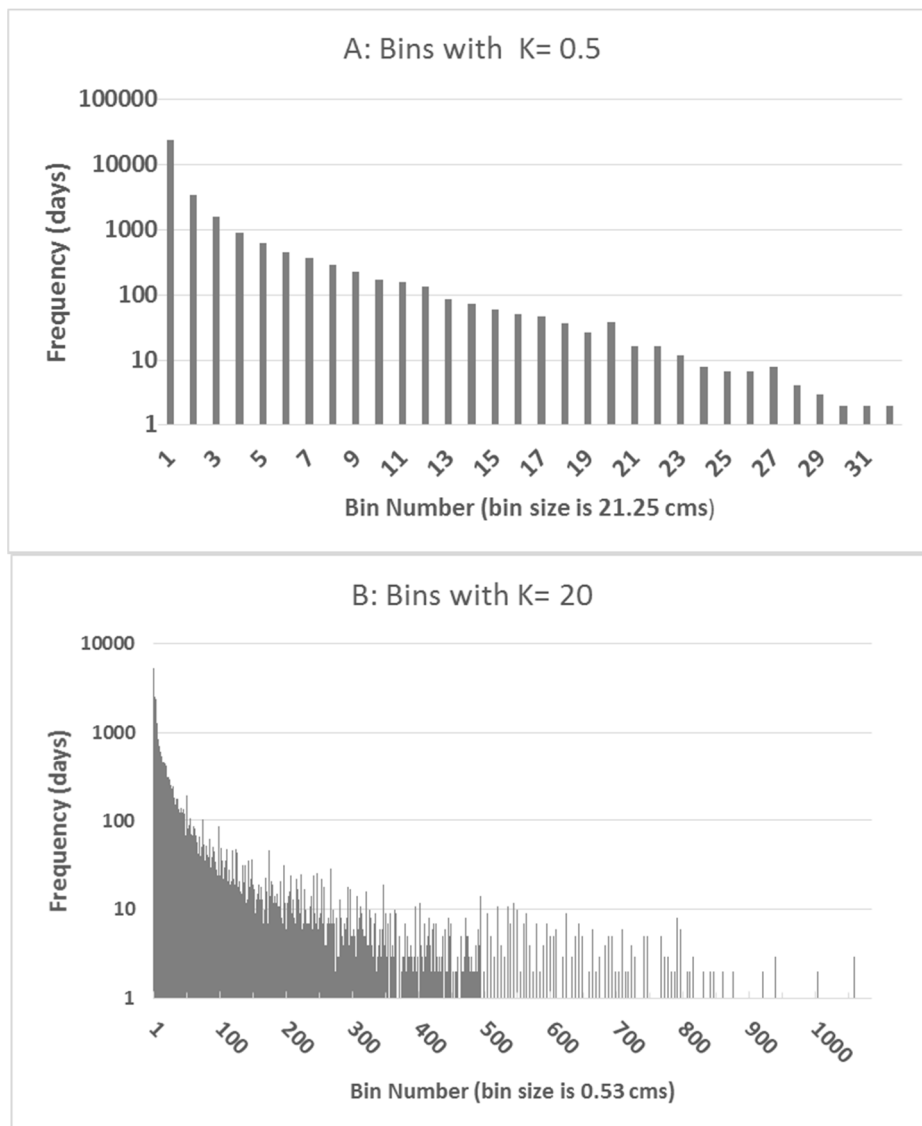 A: Bins with K= 0.5
100000
10000
1000
100
10
1
Frequency (days)
1 3 5 7 9 11 13 15 17 19 21 23 25 27 29 31
Bin Number (bin size is 21.25 cms)
B: Bins with K= 20
10000
1000
100
10
1
Frequency (days)
1 100 200 300 400 500 600 700 800 900 1000
Bin Number (bin size is 0.53 cms)